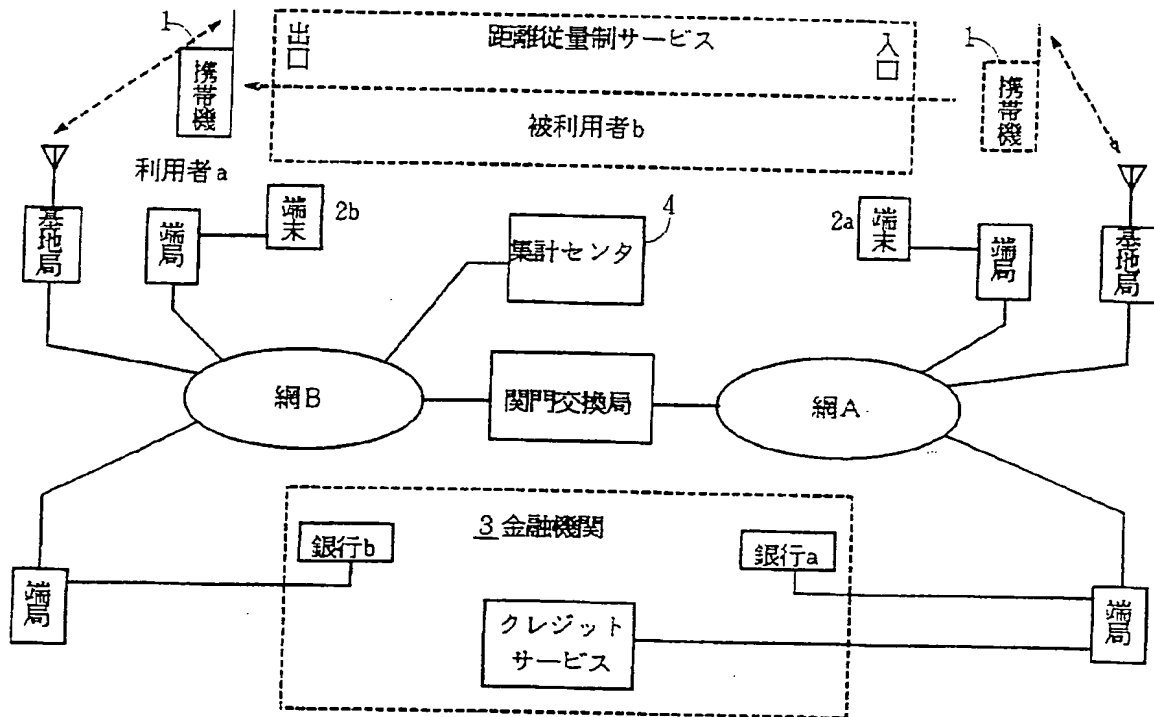 1
出口
距離従量制サービス
入口
1
携帯機
携帯機
被利用者b
利用者a
基地局
端局
端末
2b
集計センタ
4
2a
端末
端局
基地局
網B
関門交換局
網A
3 金融機関
銀行b
銀行a
端局
クレジット
サービス
端局